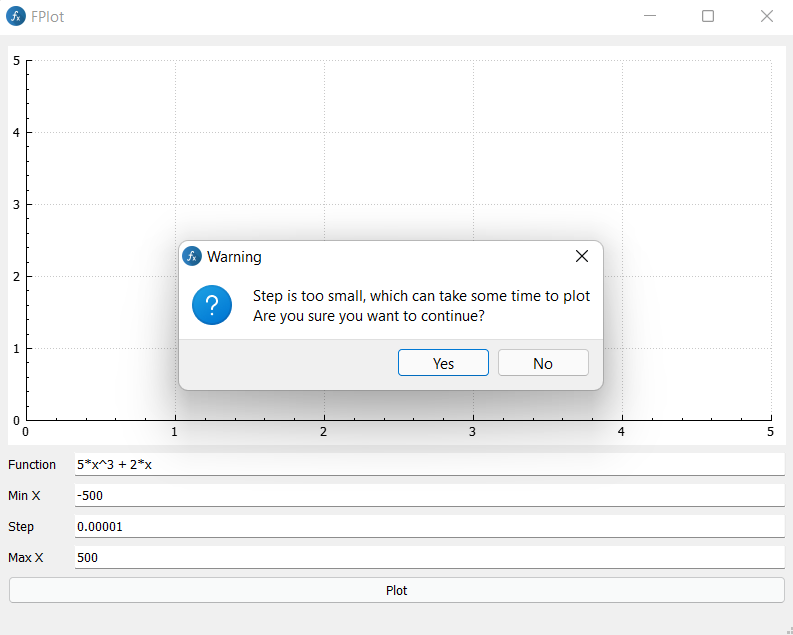 FPlot
5
4
3
2
1
0
0 1 2 3 4 5
Warning
Step is too small, which can take some time to plot
Are you sure you want to continue?
Yes No
Function 5*x^3 + 2*x
Min X -500
Step 0.00001
Max X 500
Plot